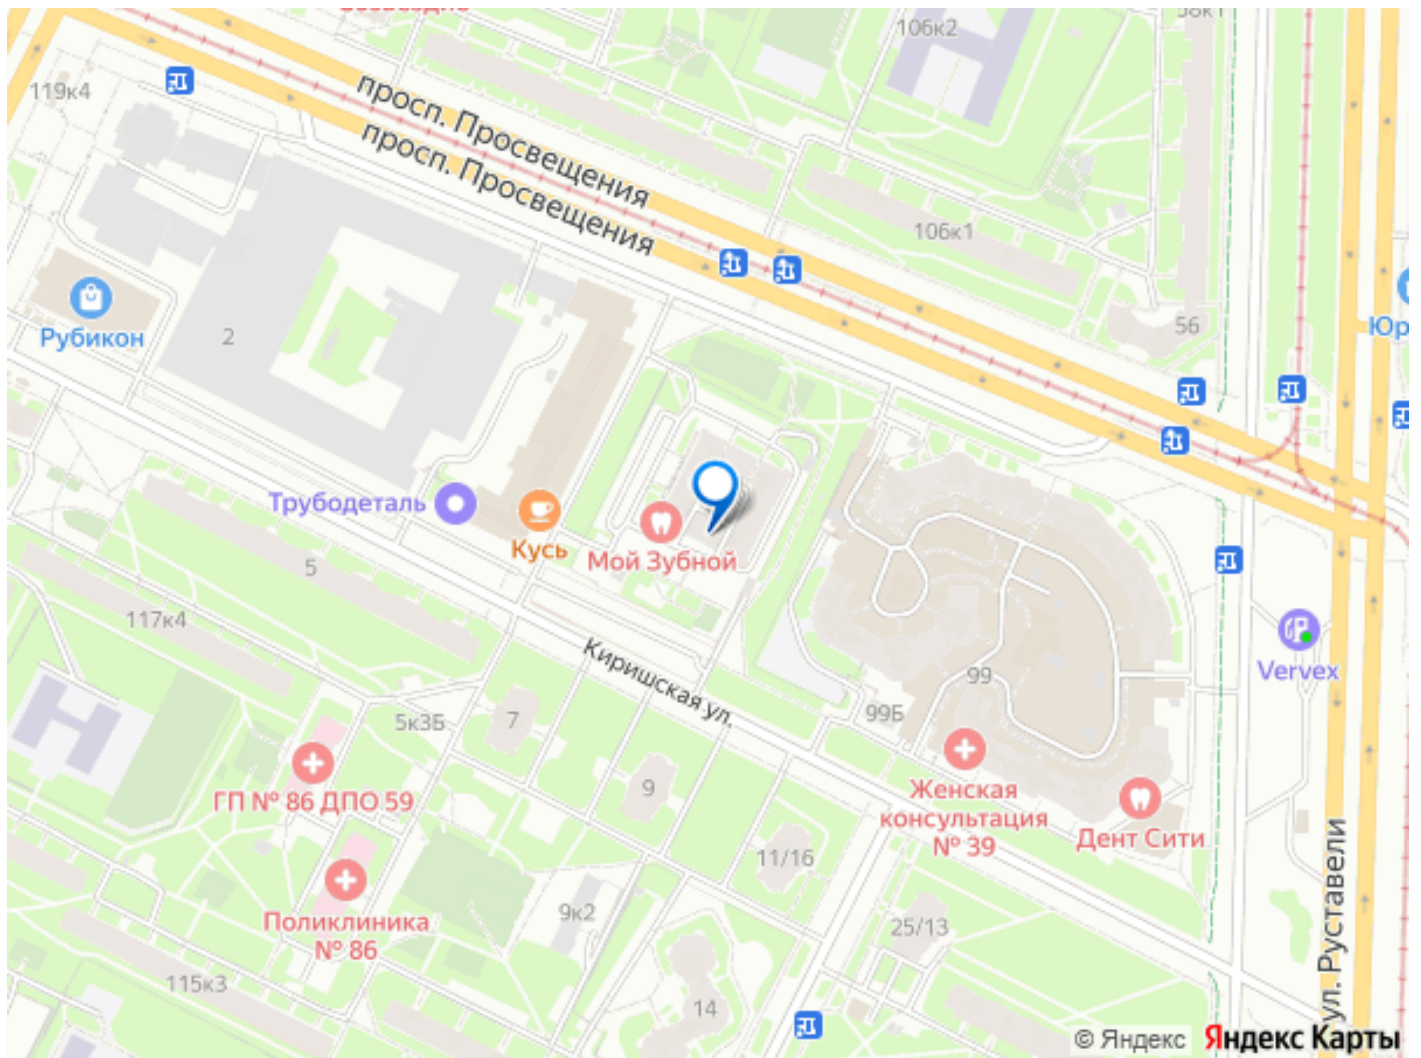 106к2
58к1
119к4
просп. Просвещения
просп. Просвещения
106к1
Рубикон
2
56
Юр
Трубодеталь
Кусь
Мой Зубной
5
117к4
Киришская ул.
Vervex
99
99Б
5к3Б
7
ГП № 86 ДПО 59
9
Женская
консультация
№ 39
Дент Сити
11/16
ул. Руставели
Поликлиника
№ 86
9к2
25/13
115к3
14
© Яндекс
Яндекс Карты